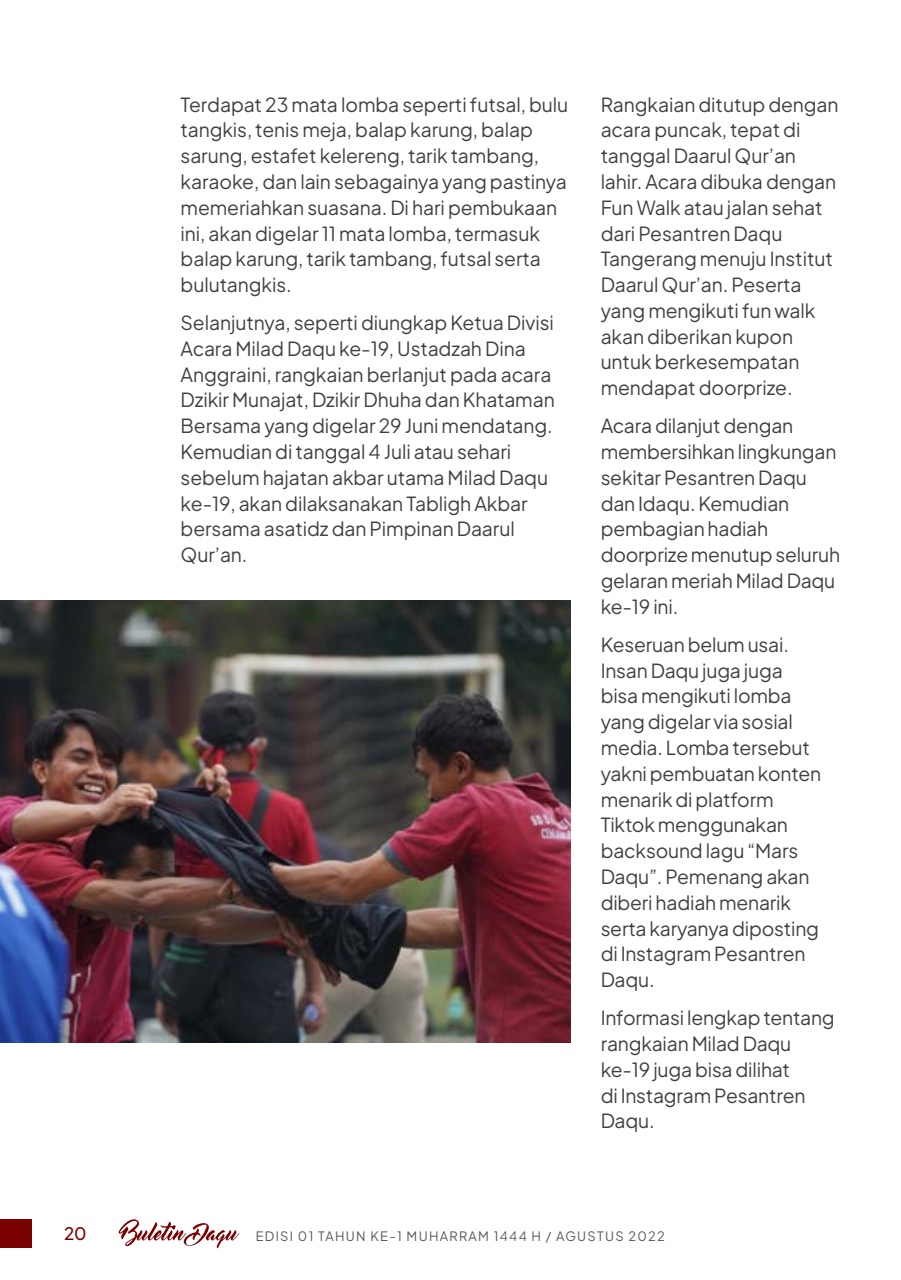 Terdapat 23 mata lomba seperti futsal, bulu
tangkis, tenis meja, balap karung, balap
sarung, estafet kelereng, tarik tambang,
karaoke, dan lain sebagainya yang pastinya
memeriahkan suasana. Di hari pembukaan
ini, akan digelar 11 mata lomba, termasuk
balap karung, tarik tambang, futsal serta
bulutangkis.
Selanjutnya, seperti diungkap Ketua Divisi
Acara Milad Daqu ke-19, Ustadzah Dina
Anggraini, rangkaian berlanjut pada acara
Dzikir Munajat, Dzikir Dhuha dan Khataman
Bersama yang digelar 29 Juni mendatang.
Kemudian di tanggal 4 Juli atau sehari
sebelum hajatan akbar utama Milad Daqu
ke-19, akan dilaksanakan Tabligh Akbar
bersama asatidz dan Pimpinan Daarul
Qur’an.
Rangkaian ditutup dengan
acara puncak, tepat di
tanggal Daarul Qur’an
lahir. Acara dibuka dengan
Fun Walk atau jalan sehat
dari Pesantren Daqu
Tangerang menuju Institut
Daarul Qur’an. Peserta
yang mengikuti fun walk
akan diberikan kupon
untuk berkesempatan
mendapat doorprize.
Acara dilanjut dengan
membersihkan lingkungan
sekitar Pesantren Daqu
dan Idaqu. Kemudian
pembagian hadiah
doorprize menutup seluruh
gelaran meriah Milad Daqu
ke-19 ini.
Keseruan belum usai.
Insan Daqu juga juga
bisa mengikuti lomba
yang digelar via sosial
media. Lomba tersebut
yakni pembuatan konten
menarik di platform
Tiktok menggunakan
backsound lagu “Mars
Daqu”. Pemenang akan
diberi hadiah menarik
serta karyanya diposting
di Instagram Pesantren
Daqu.
Informasi lengkap tentang
rangkaian Milad Daqu
ke-19 juga bisa dilihat
di Instagram Pesantren
Daqu.
20 Buletin Daqu EDISI 01 TAHUN KE-1 MUHARRAM 1444 H / AGUSTUS 2022